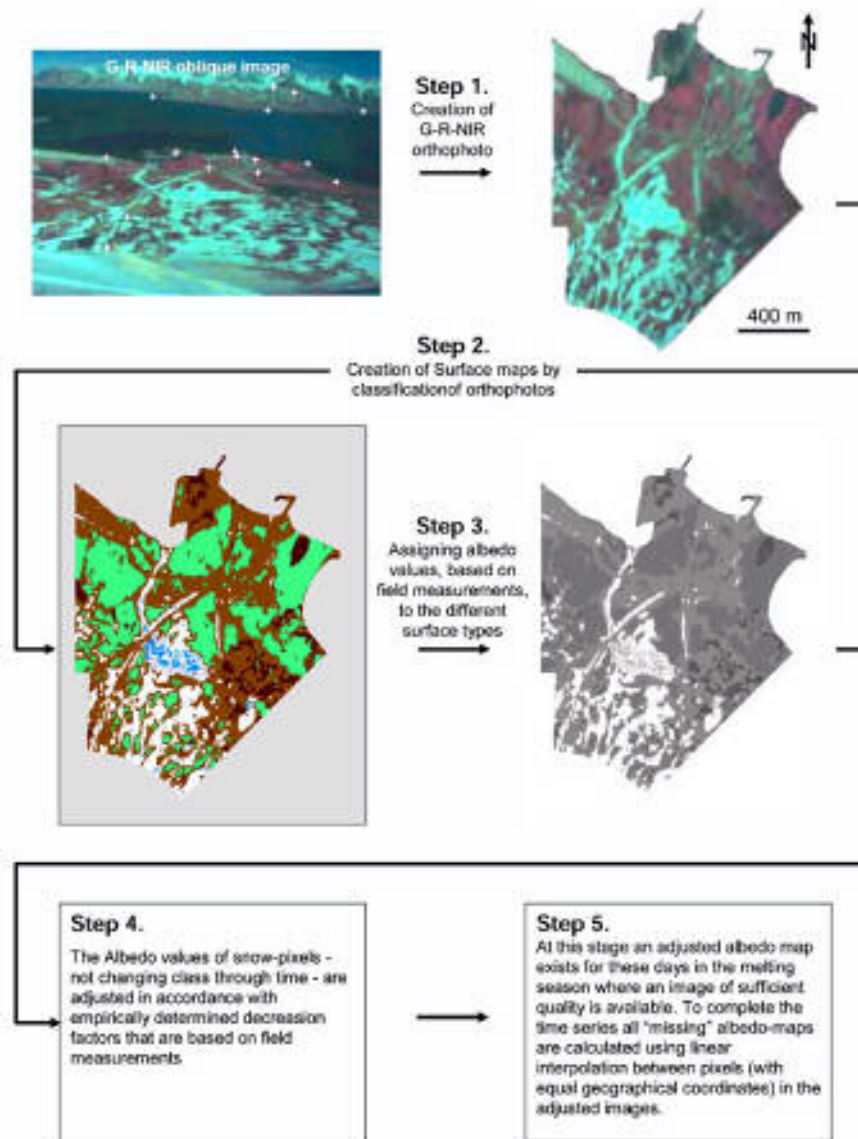 G-R-NIR oblique image
Step 1.
Creation of
G-R-NIR
orthophoto
N
400 m
Step 2.
Creation of Surface maps by
classificationof orthophotos
Step 3.
Assigning albedo
values, based on
field measurements,
to the different
surface types
Step 4.
The Albedo values of snow-pixels -
not changing class through time - are
adjusted in accordance with
empirically determined decreasion
factors that are based on field
measurements
Step 5.
At this stage an adjusted albedo map
exists for these days in the melting
season where an image of sufficient
quality is available. To complete the
time series all "missing" albedo-maps
are calculated using linear
interpolation between pixels (with
equal geographical coordinates) in the
adjusted images.